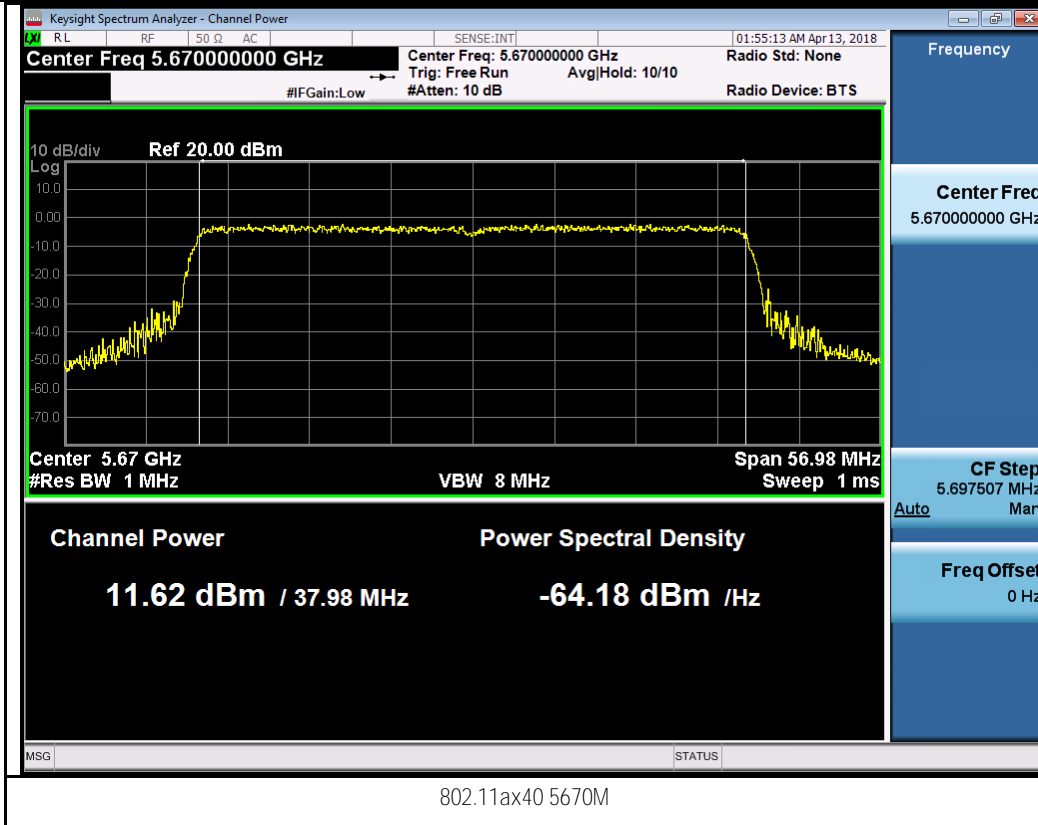 Keysight Spectrum Analyzer - Channel Power
LXI RL RF 50 Ω AC SENSE:INT 01:55:13 AM Apr 13, 2018
Center Freq 5.670000000 GHz
Center Freq: 5.670000000 GHz
Radio Std: None
Trig: Free Run Avg|Hold: 10/10
#IFGain:Low
#Atten: 10 dB
Radio Device: BTS
10 dB/div Ref 20.00 dBm
Log
10.0
0.00
-10.0
-20.0
-30.0
-40.0
-50.0
-60.0
-70.0
Center 5.67 GHz Span 56.98 MHz
#Res BW 1 MHz VBW 8 MHz Sweep 1 ms
Channel Power Power Spectral Density
11.62 dBm / 37.98 MHz -64.18 dBm /Hz
Frequency
Center Freq
5.670000000 GHz
CF Step
5.697507 MHz
Auto Man
Freq Offset
0 Hz
MSG STATUS
802.11ax40 5670M